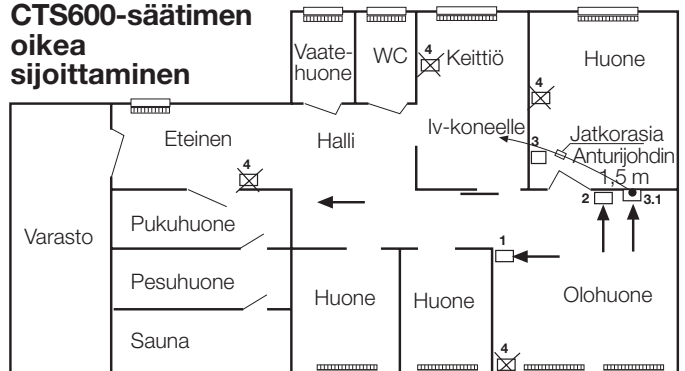 CTS600-säätimen
oikea
sijoittaminen
Vaate-
huone
WC
4
Keittiö
Huone
4
Eteinen
Halli
Iv-koneelle
3
Jatkorasia
Anturijohdin
1,5 m
4
2
3.1
Pukuhuone
Varasto
1
Pesuhuone
Huone
Huone
Olohuone
Sauna
4